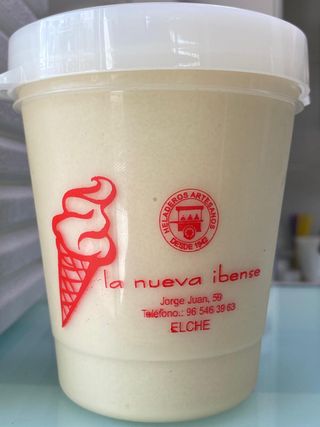 HELADEROS ARTESANOS
DESDE 1942
la nueva ibense
Jorge Juan, 59
Teléfono.: 96 546 39 63
ELCHE